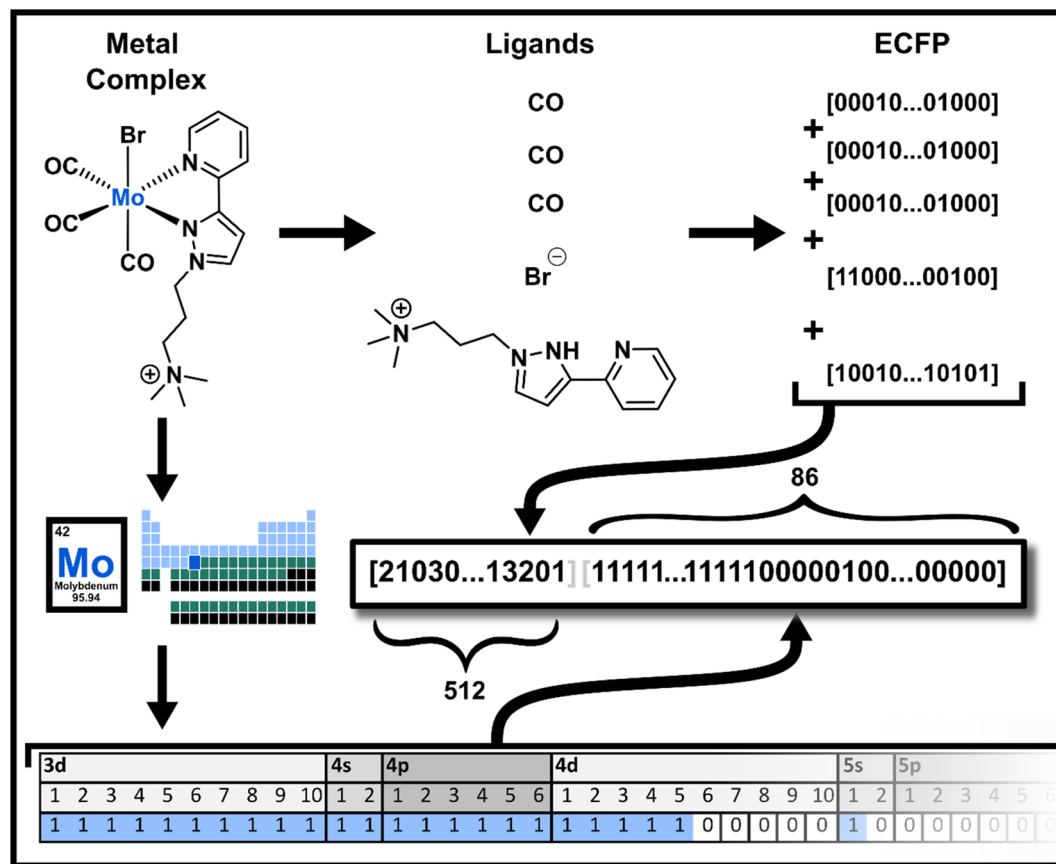 Metal
Complex
Ligands
ECFP
Br
OC
OC
Mo
CO
N
N
N
⊕
N
CO
CO
CO
Br ⊖
⊕
N
N
NH
N
[00010...01000]
+
[00010...01000]
+
[00010...01000]
+
[11000...00100]
+
[10010...10101]
86
42
Mo
Molybdenum
95.94
[21030...13201][11111...1111100000100...00000]
512
3d 4s 4p 4d 5s 5p
1 2 3 4 5 6 7 8 9 10 1 2 1 2 3 4 5 6 1 2 3 4 5 6 7 8 9 10 1 2 1 2 3 4 5 6
1 1 1 1 1 1 1 1 1 1 1 1 1 1 1 1 1 1 1 1 1 1 1 0 0 0 0 0 1 0 0 0 0 0 0 0